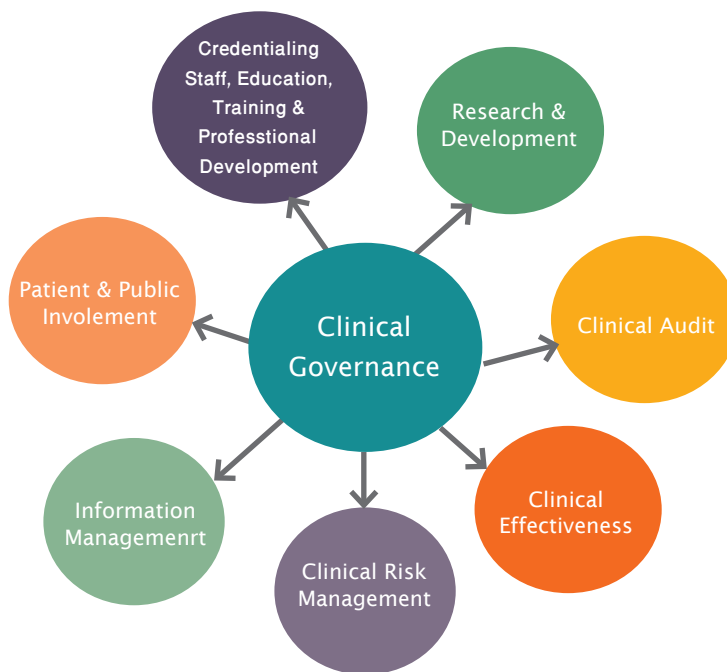 Credentialing
Staff, Education,
Training &
Professtional
Development
Research &
Development
Patient & Public
Involement
Clinical
Governance
Clinical Audit
Information
Managemenrt
Clinical Risk
Management
Clinical
Effectiveness